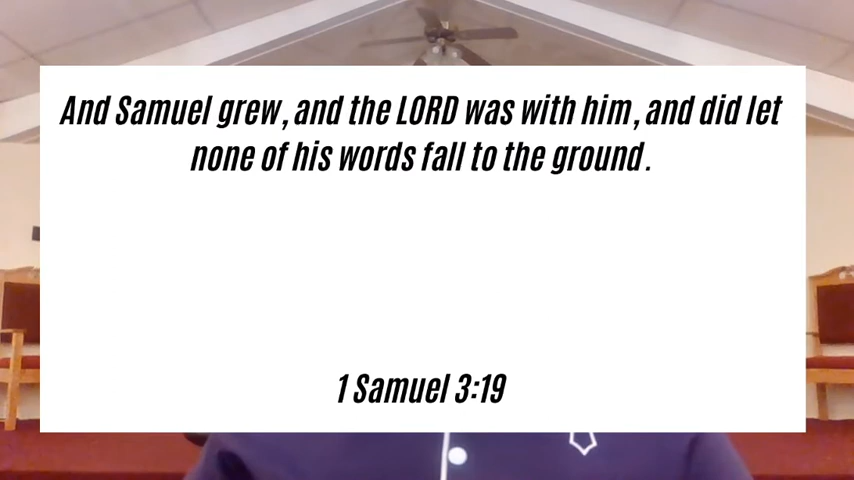 And Samuel grew, and the LORD was with him, and did let
none of his words fall to the ground.
1 Samuel 3:19